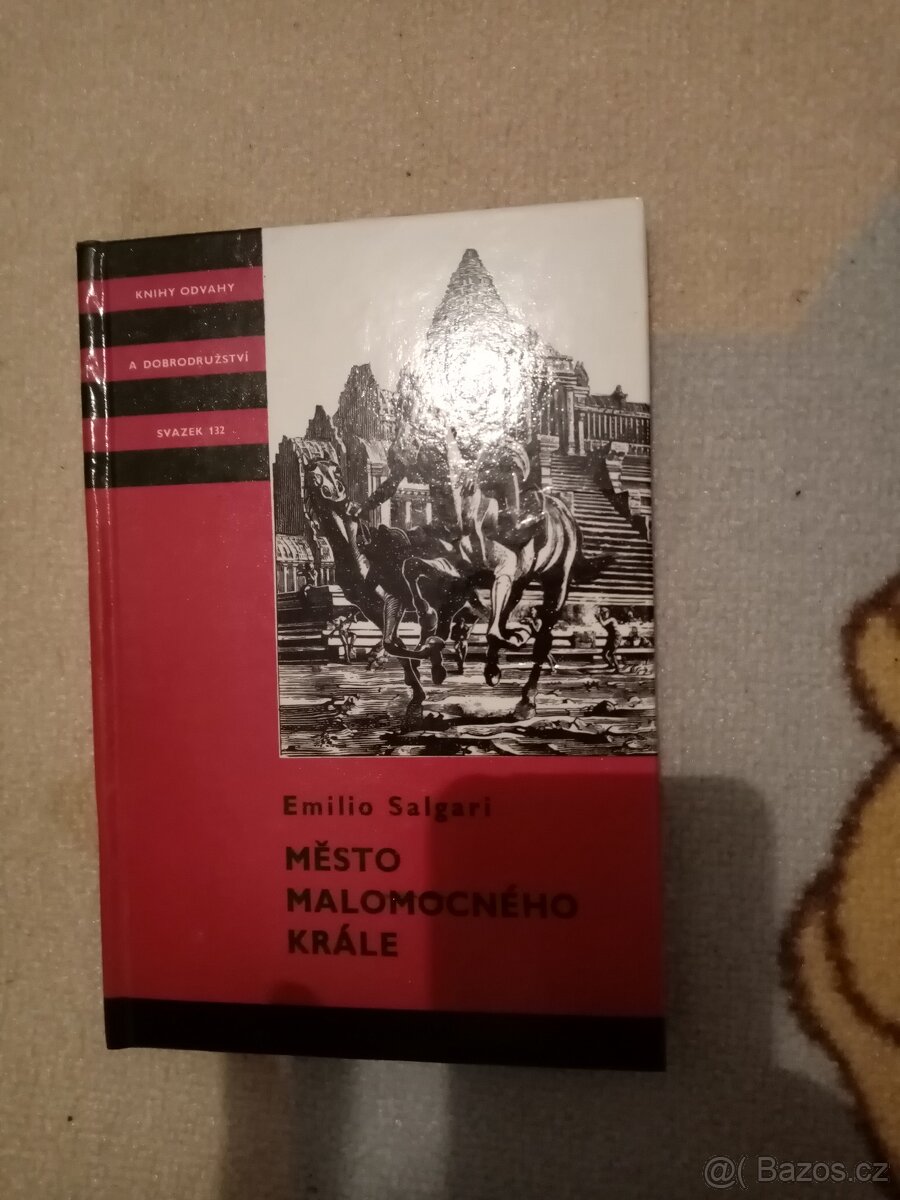 KNIHY ODVAHY
A DOBRODRUŽSTVÍ
SVAZEK 132
Emilio Salgari
MĚSTO
MALOMOCNÉHO
KRÁLE
@( Bazos.cz